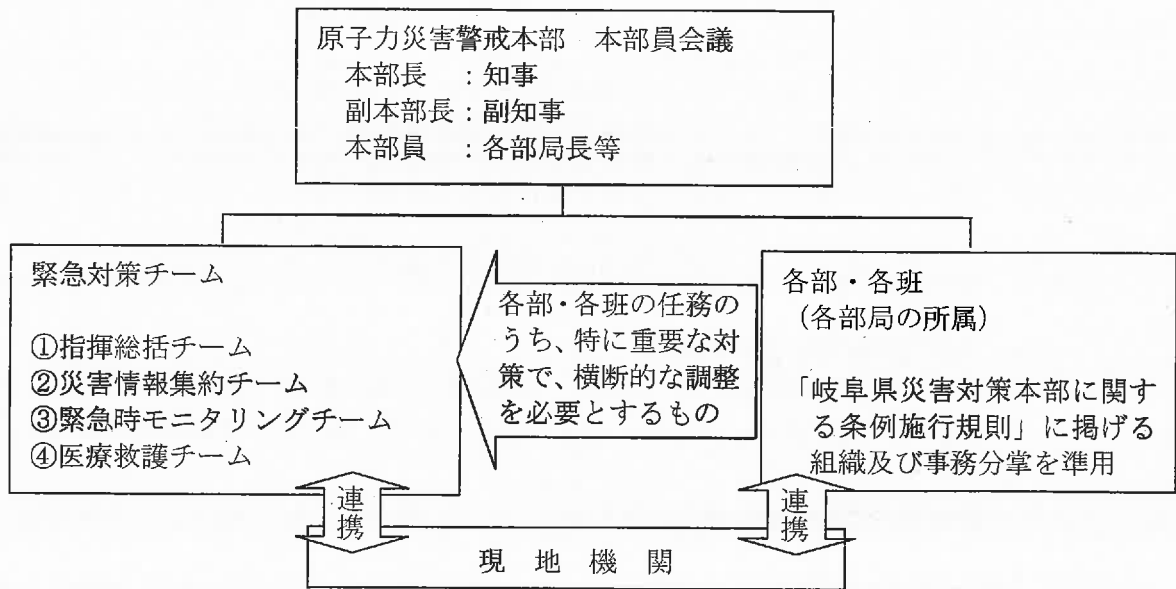 原子力災害警戒本部　本部員会議
本部長　：知事
副本部長：副知事
本部員　：各部局長等
緊急対策チーム
①指揮総括チーム
②災害情報集約チーム
③緊急時モニタリングチーム
④医療救護チーム
各部・各班の任務の
うち、特に重要な対
策で、横断的な調整
を必要とするもの
各部・各班
（各部局の所属）
「岐阜県災害対策本部に関す
る条例施行規則」に掲げる
組織及び事務分掌を準用
連携
連携
現　地　機　関